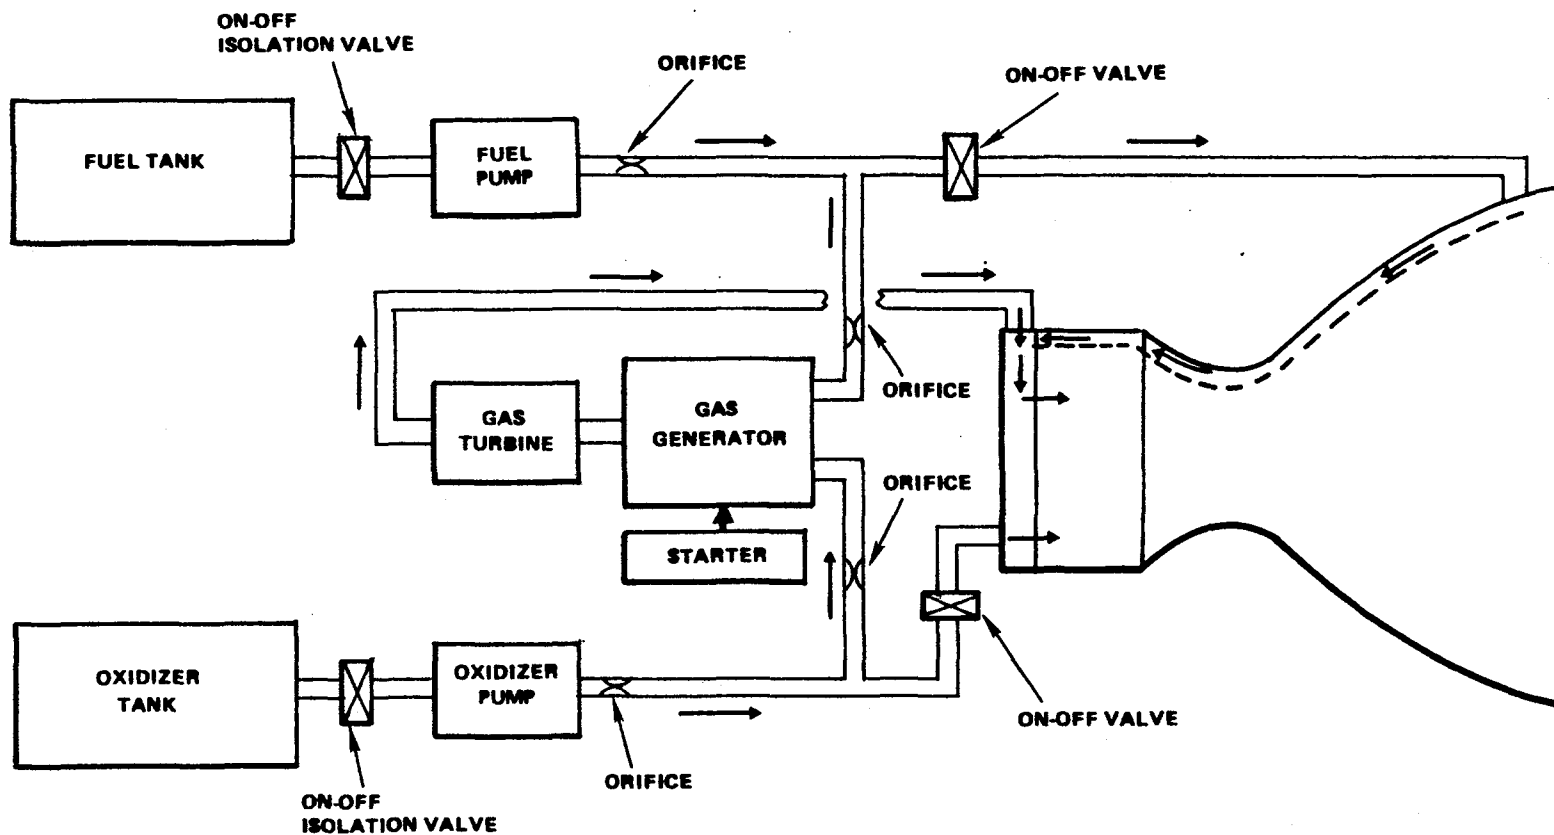 ON-OFF
ISOLATION VALVE
ORIFICE
ON-OFF VALVE
FUEL TANK
FUEL
PUMP
ORIFICE
GAS
TURBINE
GAS
GENERATOR
ORIFICE
STARTER
OXIDIZER
TANK
OXIDIZER
PUMP
ON-OFF VALVE
ORIFICE
ON-OFF
ISOLATION VALVE